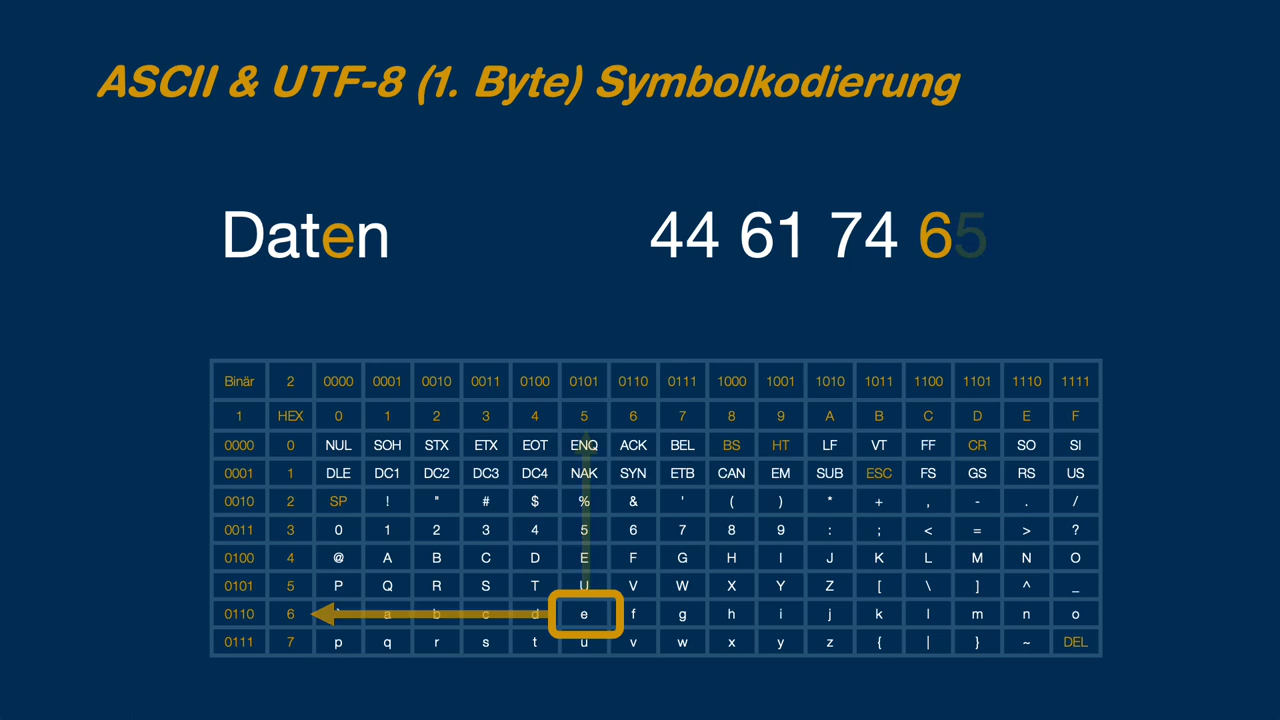 ASCII & UTF-8 (1. Byte) Symbolkodierung
Daten 44 61 74 65
Binär 2 0000 0001 0010 0011 0100 0101 0110 0111 1000 1001 1010 1011 1100 1101 1110 1111
1 HEX 0 1 2 3 4 5 6 7 8 9 A B C D E F
0000 0 NUL SOH STX ETX EOT ENQ ACK BEL BS HT LF VT FF CR SO SI
0001 1 DLE DC1 DC2 DC3 DC4 NAK SYN ETB CAN EM SUB ESC FS GS RS US
0010 2 SP ! " # $ % & ' ( ) * + , - . /
0011 3 0 1 2 3 4 5 6 7 8 9 : ; < = > ?
0100 4 @ A B C D E F G H I J K L M N O
0101 5 P Q R S T U V W X Y Z [ \ ] ^ _
0110 6 ` a b c d e f g h i j k l m n o
0111 7 p q r s t u v w x y z { | } ~ DEL